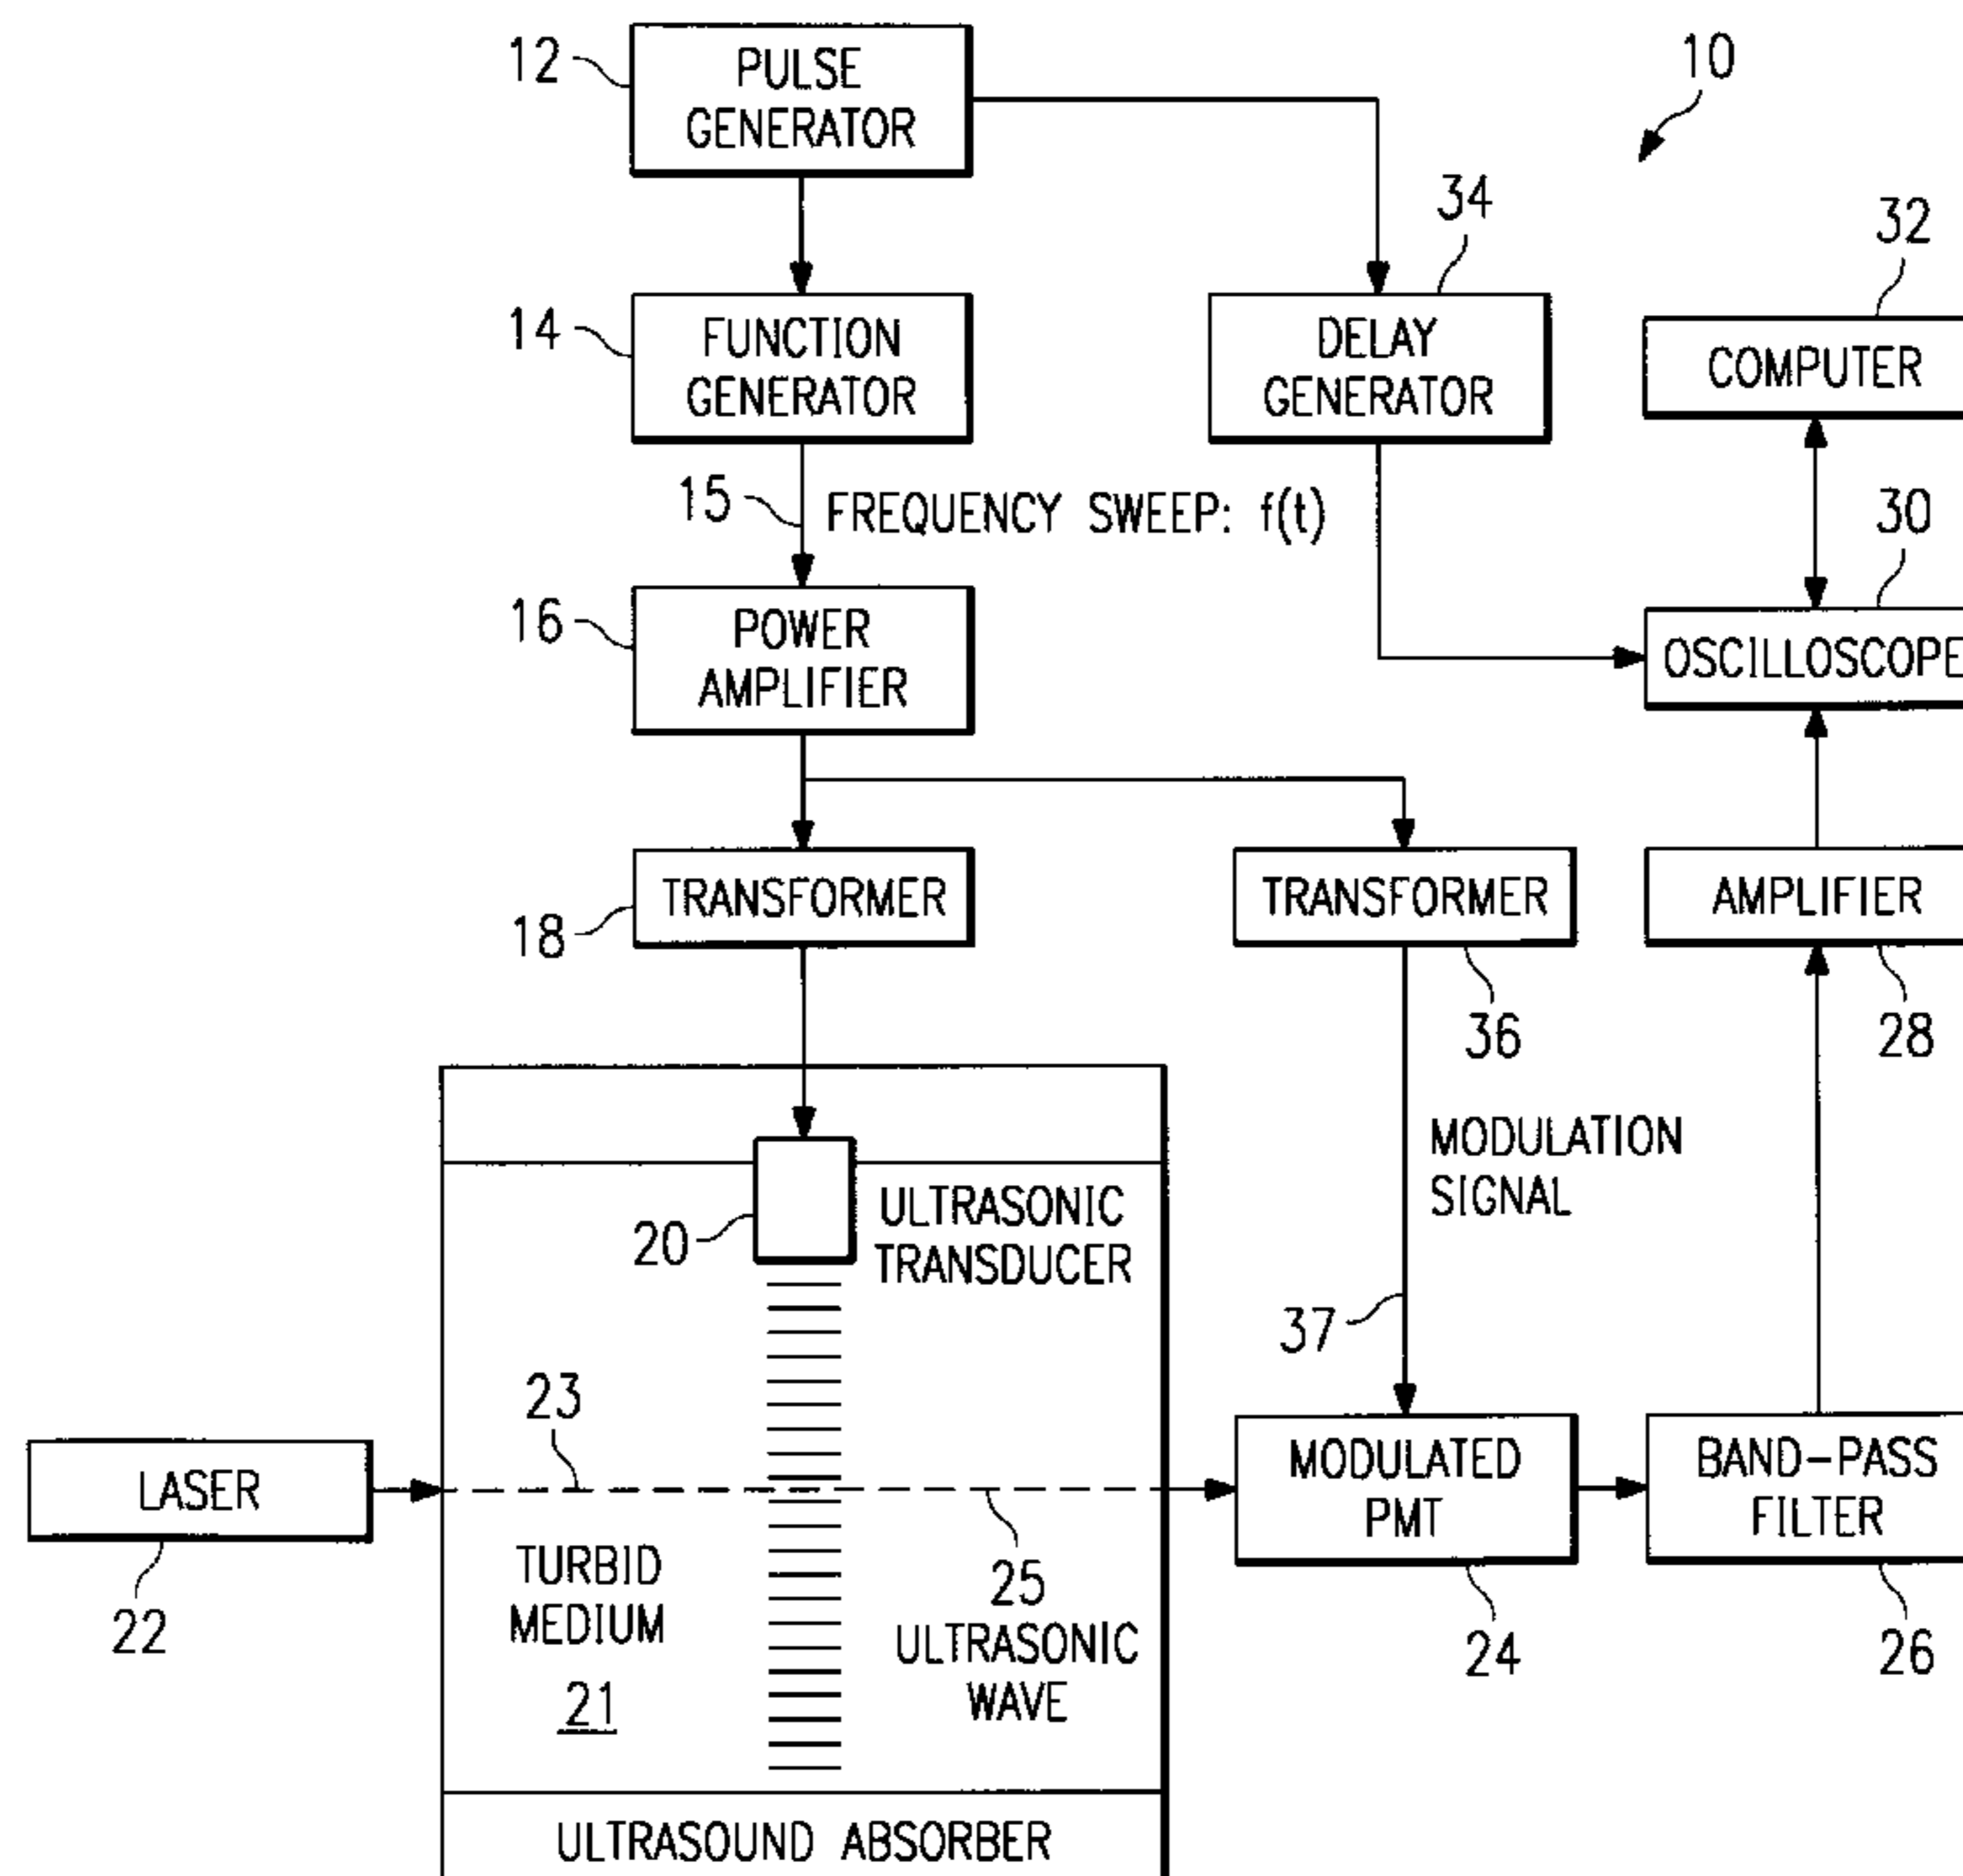 12
PULSE
GENERATOR
10
34
32
14
FUNCTION
GENERATOR
DELAY
GENERATOR
COMPUTER
15
FREQUENCY SWEEP: f(t)
30
16
POWER
AMPLIFIER
OSCILLOSCOPE
TRANSFORMER
18
TRANSFORMER
36
AMPLIFIER
28
20
ULTRASONIC
TRANSDUCER
MODULATION
SIGNAL
37
23
LASER
22
MODULATED
PMT
24
BAND-PASS
FILTER
26
TURBID
MEDIUM
21
25
ULTRASONIC
WAVE
ULTRASOUND ABSORBER